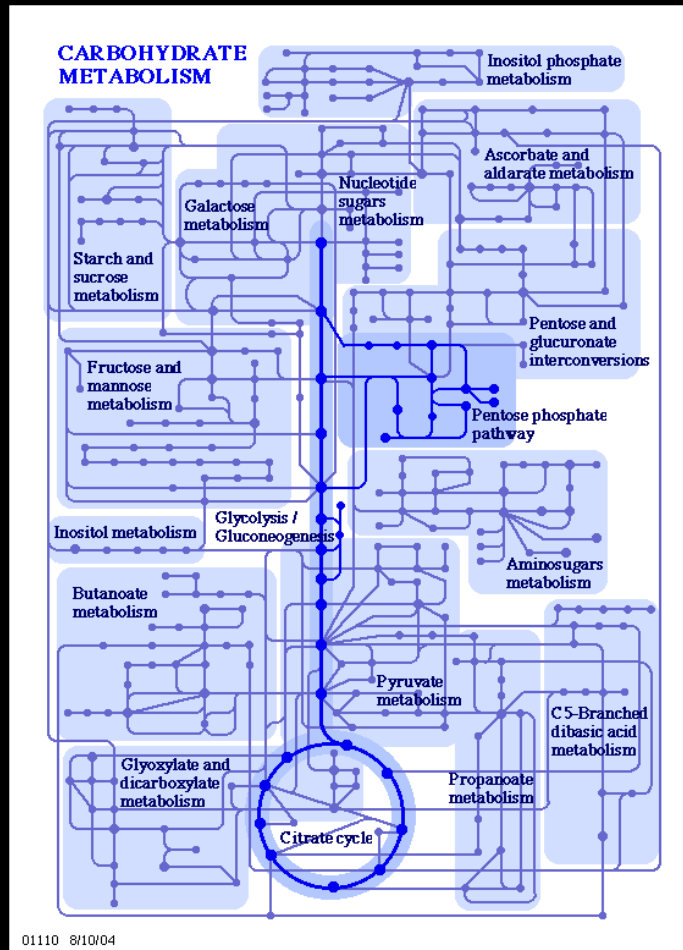 CARBOHYDRATE
METABOLISM
Inositol phosphate
metabolism
Ascorbate and
aldarate metabolism
Nucleotide
sugars
metabolism
Galactose
metabolism
Starch and
sucrose
metabolism
Pentose and
glucuronate
interconversions
Fructose and
mannose
metabolism
Pentose phosphate
pathway
Glycolysis /
Gluconeogenesis
Inositol metabolism
Aminosugars
metabolism
Butanoate
metabolism
Pyruvate
metabolism
C5-Branched
dibasic acid
metabolism
Glyoxylate and
dicarboxylate
metabolism
Propanoate
metabolism
Citrate cycle
01110 8/10/04